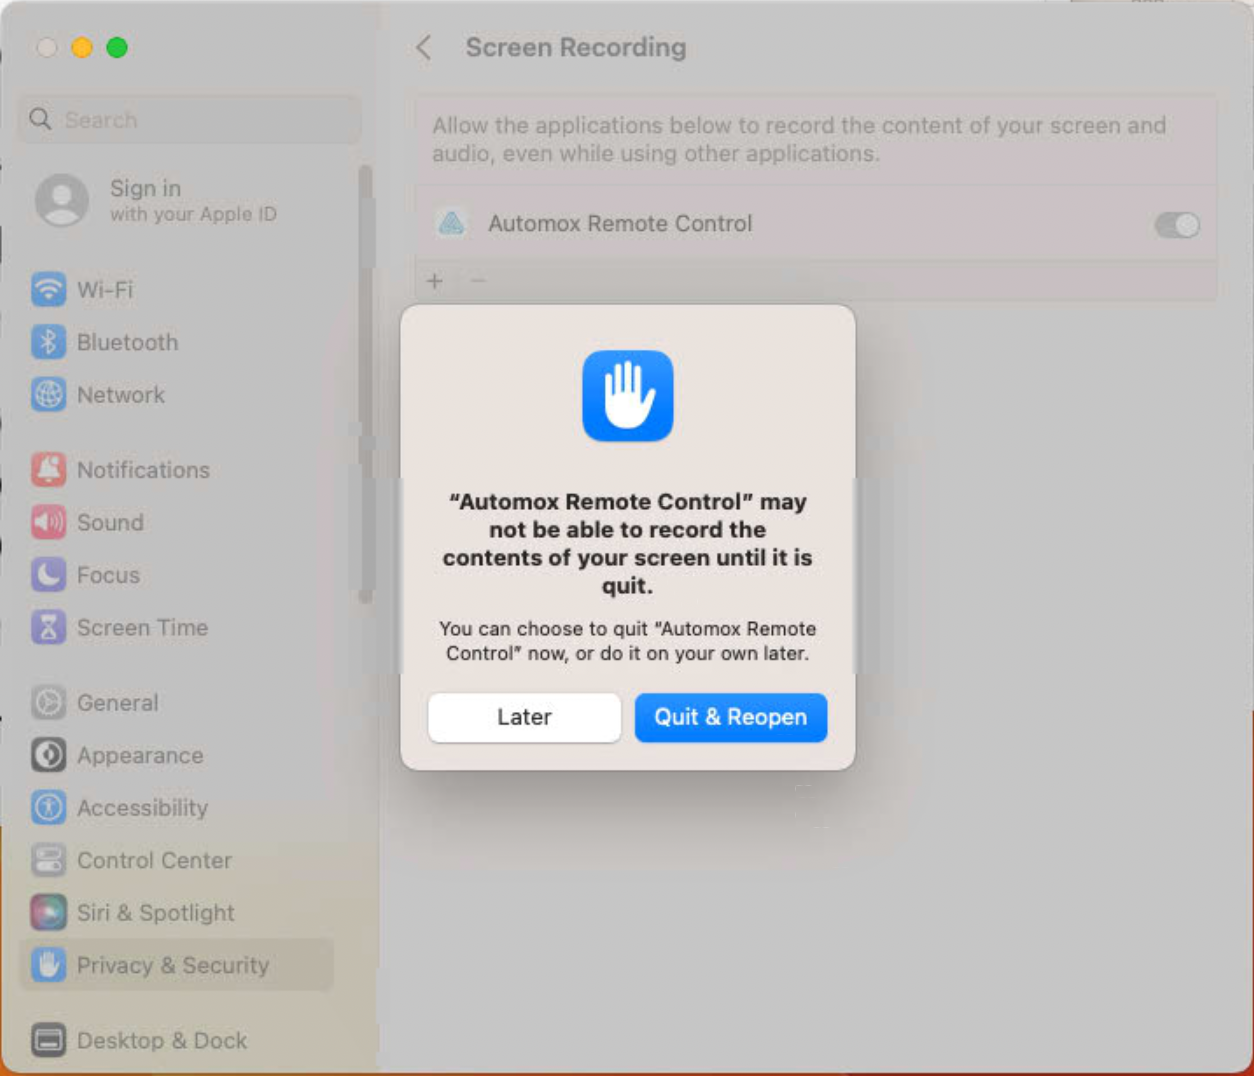 Screen Recording
Search
Sign in
with your Apple ID
Wi-Fi
Bluetooth
Network
Notifications
Sound
Focus
Screen Time
General
Appearance
Accessibility
Control Center
Siri & Spotlight
Privacy & Security
Desktop & Dock
Allow the applications below to record the content of your screen and
audio, even while using other applications.
Automox Remote Control
“Automox Remote Control” may
not be able to record the
contents of your screen until it is
quit.
You can choose to quit “Automox Remote
Control” now, or do it on your own later.
Later
Quit & Reopen